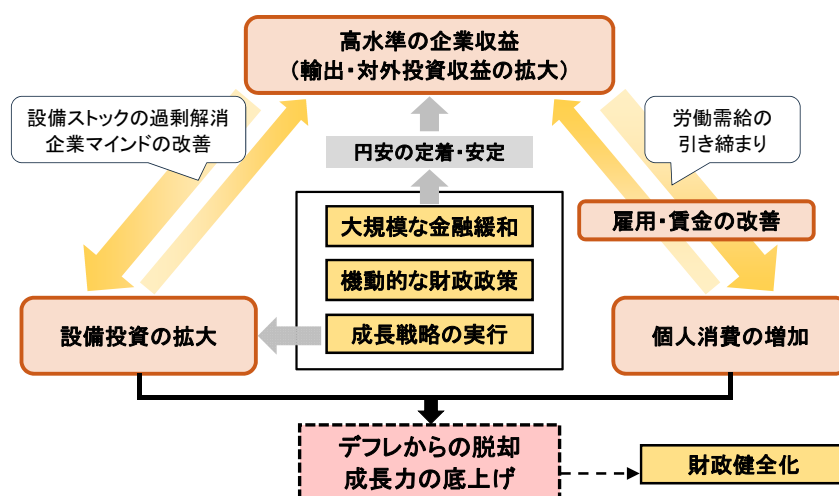 高水準の企業収益
（輸出・対外投資収益の拡大）
設備ストックの過剰解消
企業マインドの改善
労働需給の
引き締まり
円安の定着・安定
大規模な金融緩和
雇用・賃金の改善
機動的な財政政策
設備投資の拡大
成長戦略の実行
個人消費の増加
デフレからの脱却
成長力の底上げ
財政健全化